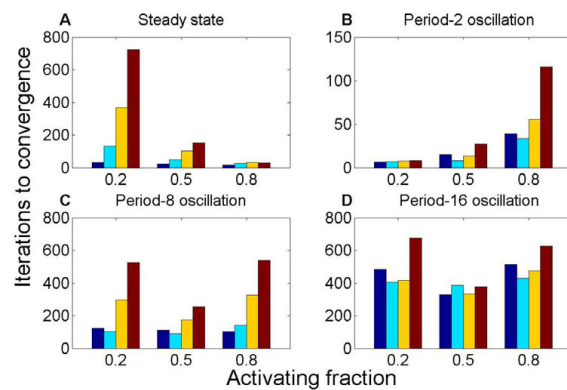 A Steady state
B Period-2 oscillation
800
600
400
200
0
0.2 0.5 0.8
150
100
50
0
0.2 0.5 0.8
C Period-8 oscillation
D Period-16 oscillation
800
600
400
200
0
0.2 0.5 0.8
800
600
400
200
0
0.2 0.5 0.8
Iterations to convergence
Activating fraction